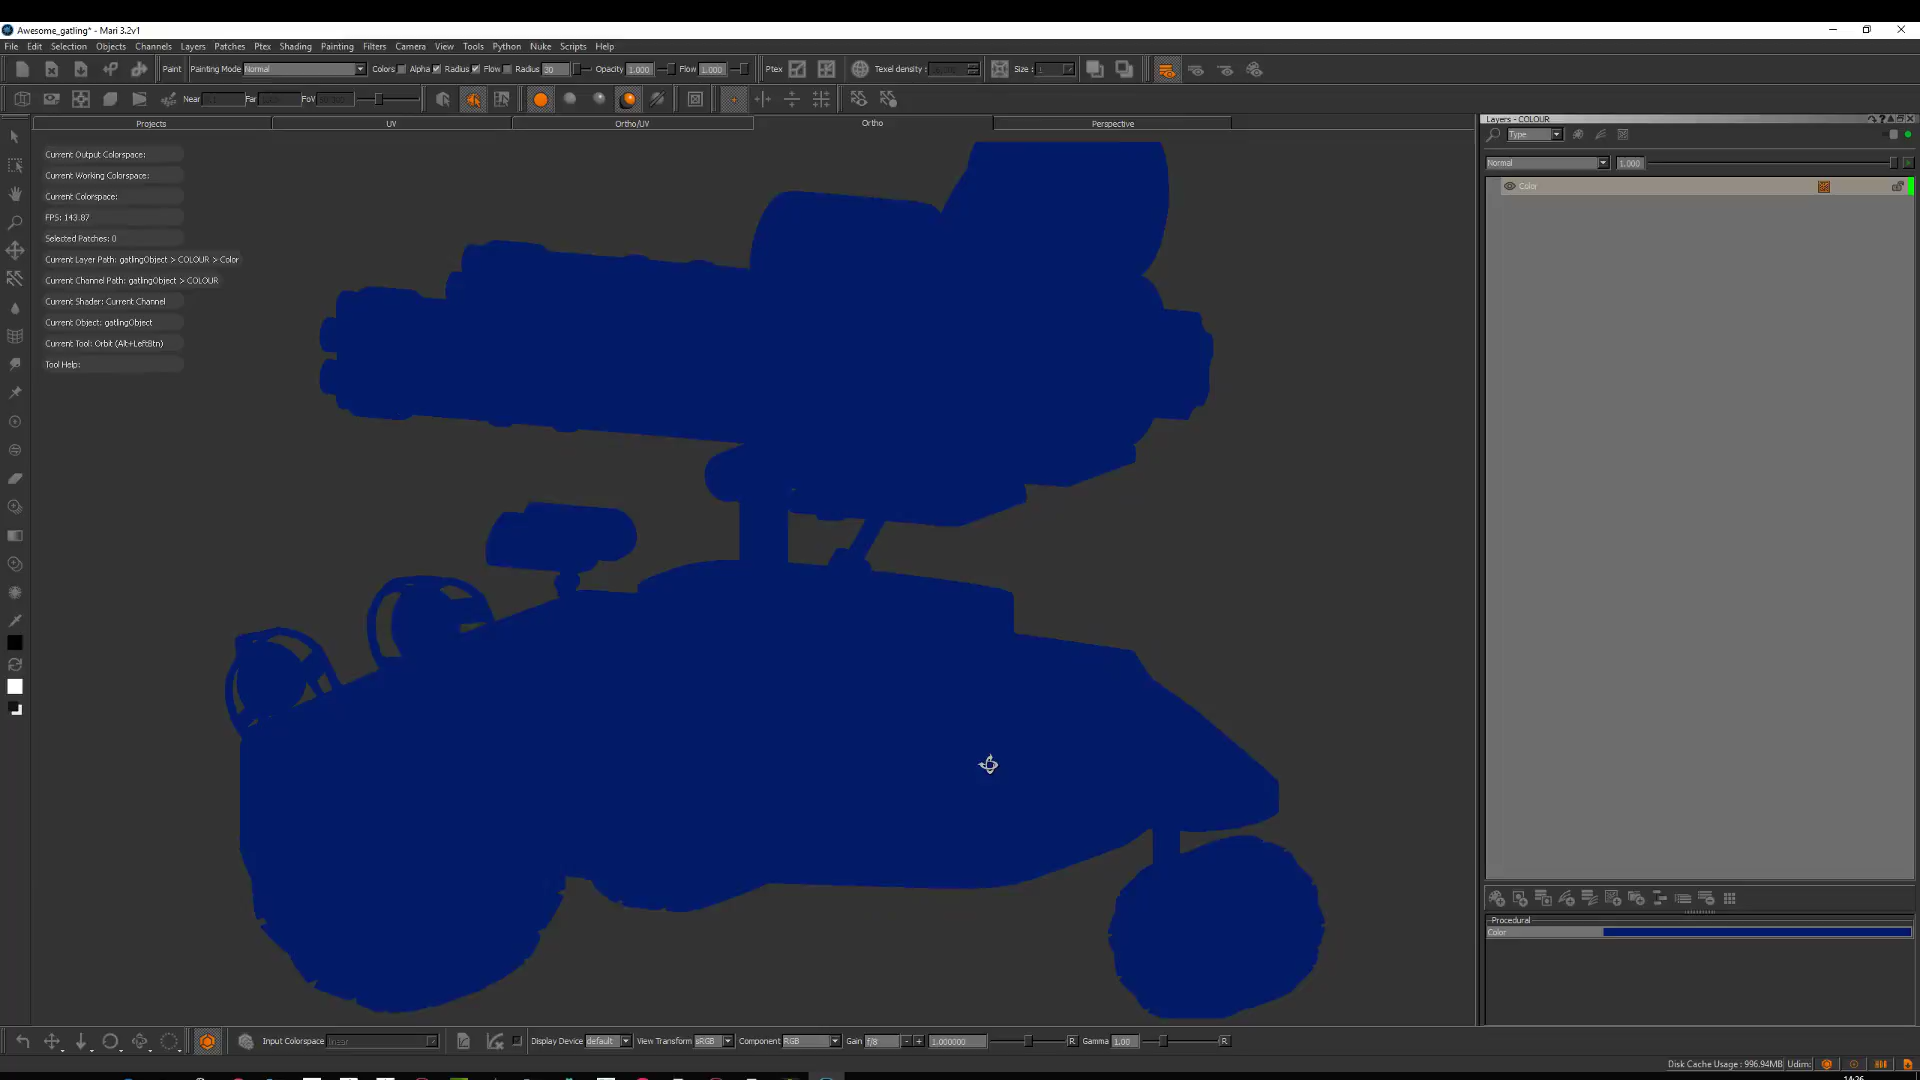 Awesome_gatling* - Mari 3.2v1
File Edit Selection Objects Channels Layers Patches Ptex Shading Painting Filters Camera View Tools Python Nuke Scripts Help
Paint Painting Mode Normal Colors Alpha Radius Flow Radius 30 Opacity 1.000 Flow 1.000 Ptex Texel density: Size: 1
Near Far FoV
Projects UV Ortho/UV Ortho Perspective
Layers - COLOUR
Type
Normal 1.000
Color
Current Output Colorspace:
Current Working Colorspace:
Current Colorspace:
FPS: 143.87
Selected Patches: 0
Current Layer Path: gatlingObject > COLOUR > Color
Current Channel Path: gatlingObject > COLOUR
Current Shader: Current Channel
Current Object: gatlingObject
Current Tool: Orbit (Alt+LeftBtn)
Tool Help:
Procedural
Color
Input Colorspace linear Display Device default View Transform sRGB Component RGB Gain f/8 - + 1.000000 R Gamma 1.00 R
Disk Cache Usage : 996.94MB Udim:
14:26